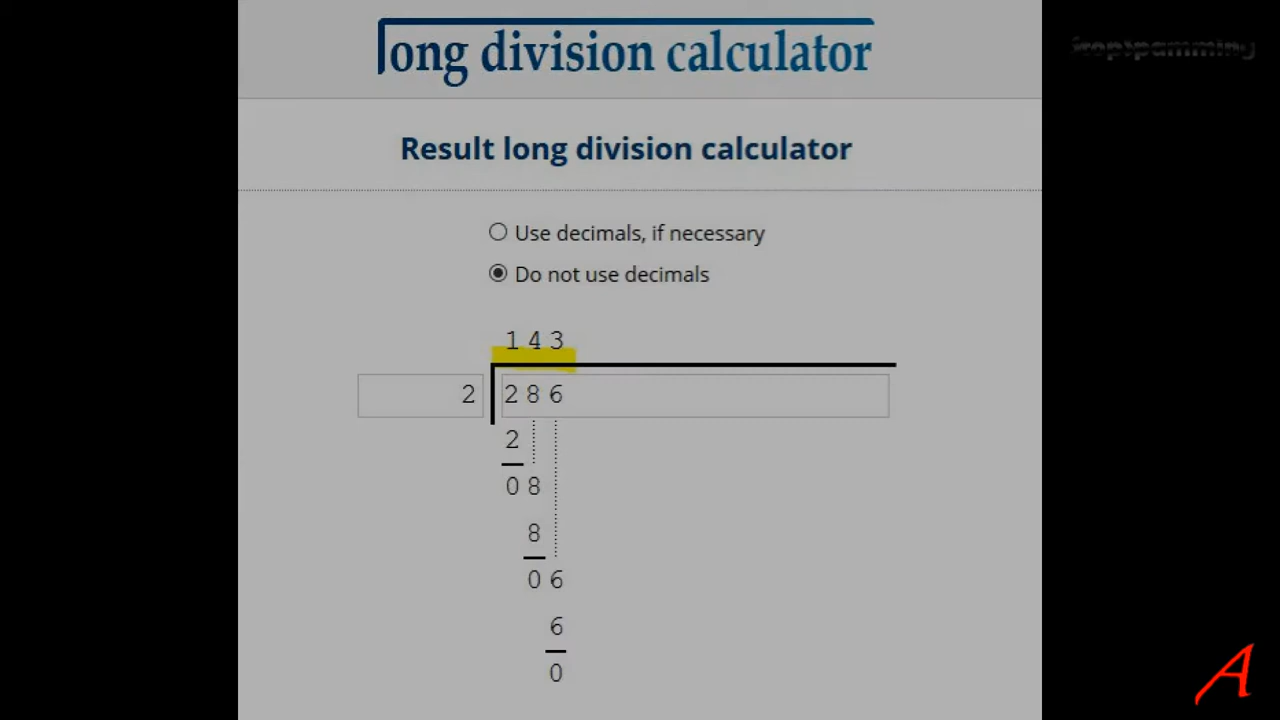 long division calculator
Result long division calculator
Use decimals, if necessary
Do not use decimals
1 4 3
2 2 8 6
2
0 8
8
0 6
6
0
A